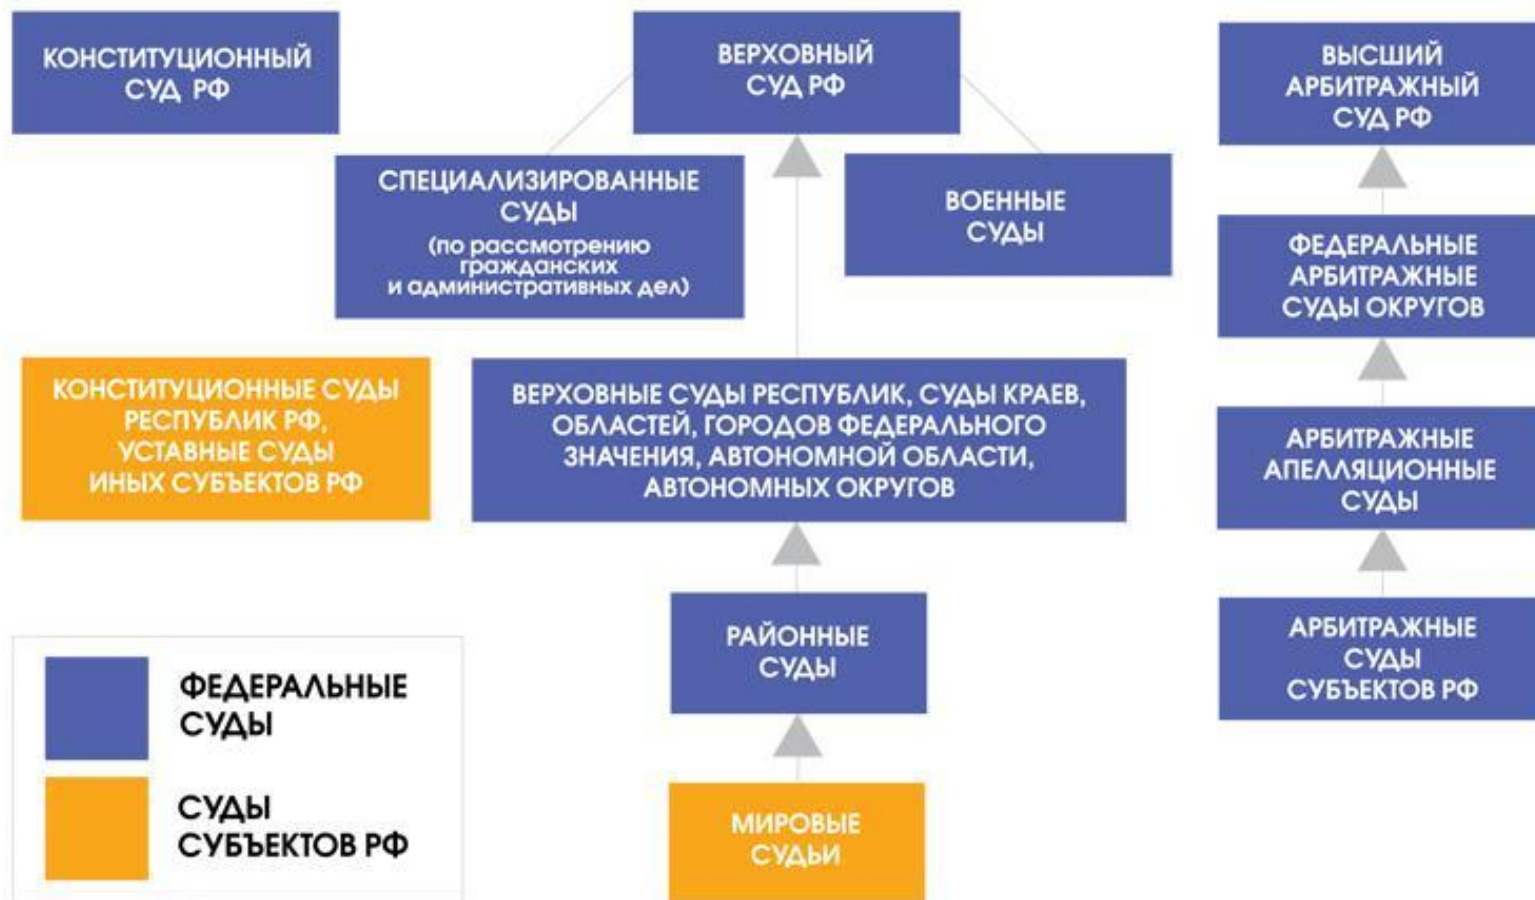 КОНСТИТУЦИОННЫЙ
СУД РФ
ВЕРХОВНЫЙ
СУД РФ
ВЫСШИЙ
АРБИТРАЖНЫЙ
СУД РФ
СПЕЦИАЛИЗИРОВАННЫЕ
СУДЫ
(по рассмотрению
гражданских
и административных дел)
ВОЕННЫЕ
СУДЫ
ФЕДЕРАЛЬНЫЕ
АРБИТРАЖНЫЕ
СУДЫ ОКРУГОВ
КОНСТИТУЦИОННЫЕ СУДЫ
РЕСПУБЛИК РФ,
УСТАВНЫЕ СУДЫ
ИНЫХ СУБЪЕКТОВ РФ
ВЕРХОВНЫЕ СУДЫ РЕСПУБЛИК, СУДЫ КРАЕВ,
ОБЛАСТЕЙ, ГОРОДОВ ФЕДЕРАЛЬНОГО
ЗНАЧЕНИЯ, АВТОНОМНОЙ ОБЛАСТИ,
АВТОНОМНЫХ ОКРУГОВ
АРБИТРАЖНЫЕ
АПЕЛЛЯЦИОННЫЕ
СУДЫ
РАЙОННЫЕ
СУДЫ
АРБИТРАЖНЫЕ
СУДЫ
СУБЪЕКТОВ РФ
ФЕДЕРАЛЬНЫЕ
СУДЫ
СУДЫ
СУБЪЕКТОВ РФ
МИРОВЫЕ
СУДЬИ